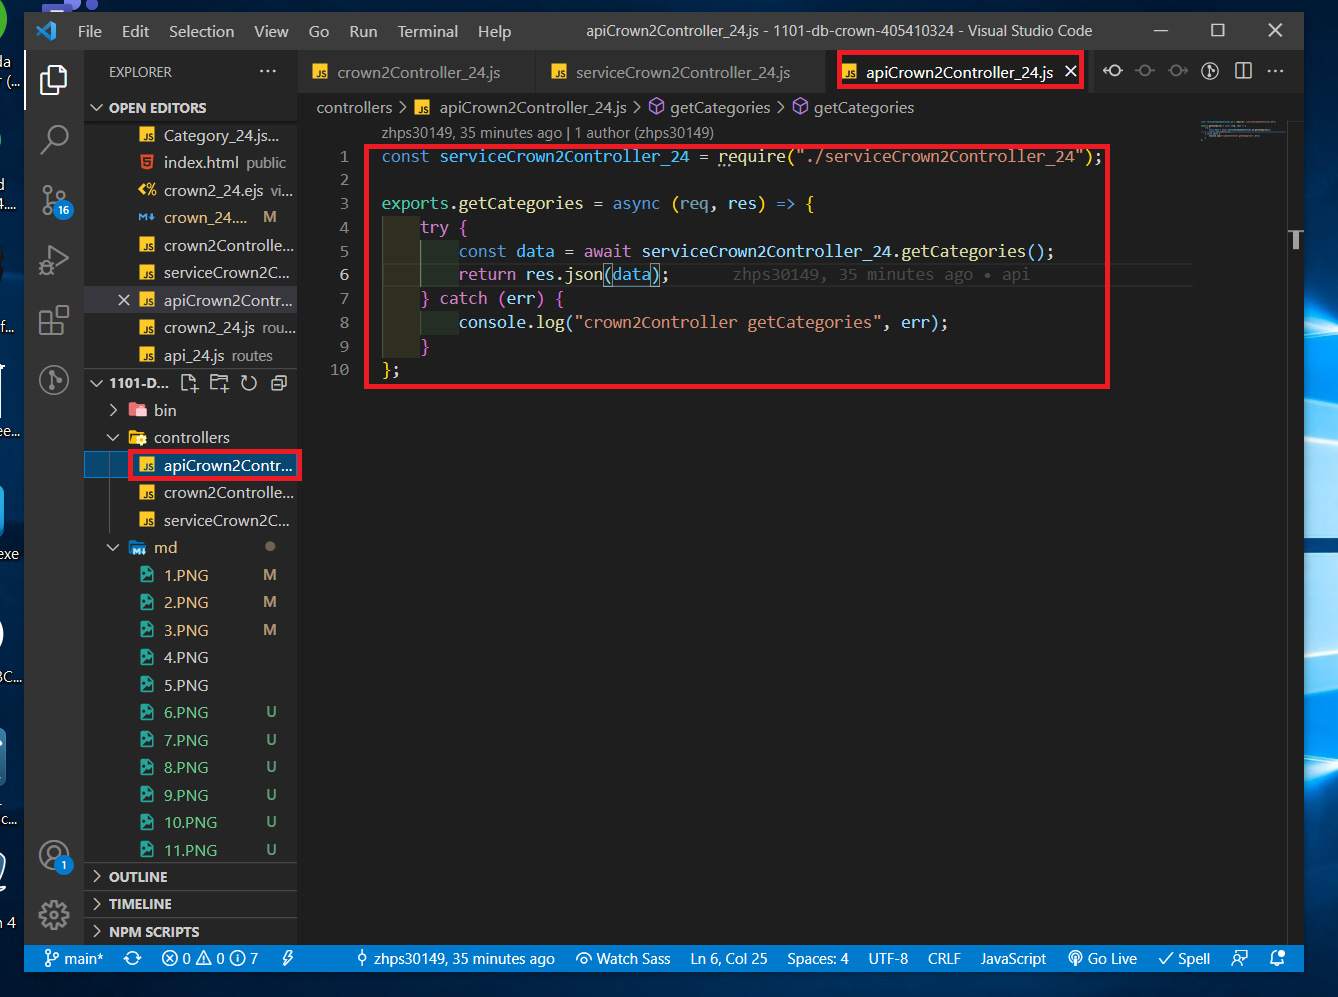 File Edit Selection View Go Run Terminal Help apiCrown2Controller_24.js - 1101-db-crown-405410324 - Visual Studio Code
EXPLORER
crown2Controller_24.js serviceCrown2Controller_24.js apiCrown2Controller_24.js
OPEN EDITORS
Category_24.js...
index.html public
crown2_24.ejs vi...
crown_24.... M
crown2Controlle...
serviceCrown2C...
apiCrown2Contr...
crown2_24.js rou...
api_24.js routes
1101-D...
bin
controllers
apiCrown2Contr...
crown2Controlle...
serviceCrown2C...
md
1.PNG M
2.PNG M
3.PNG M
4.PNG
5.PNG
6.PNG U
7.PNG U
8.PNG U
9.PNG U
10.PNG U
11.PNG U
OUTLINE
TIMELINE
NPM SCRIPTS
16
1
controllers > apiCrown2Controller_24.js > getCategories > getCategories
zhps30149, 35 minutes ago | 1 author (zhps30149)
1 const serviceCrown2Controller_24 = require("./serviceCrown2Controller_24");
2
3 exports.getCategories = async (req, res) => {
4 try {
5 const data = await serviceCrown2Controller_24.getCategories();
6 return res.json(data); zhps30149, 35 minutes ago • api
7 } catch (err) {
8 console.log("crown2Controller getCategories", err);
9 }
10 };
main* 0 0 7 zhps30149, 35 minutes ago Watch Sass Ln 6, Col 25 Spaces: 4 UTF-8 CRLF JavaScript Go Live Spell